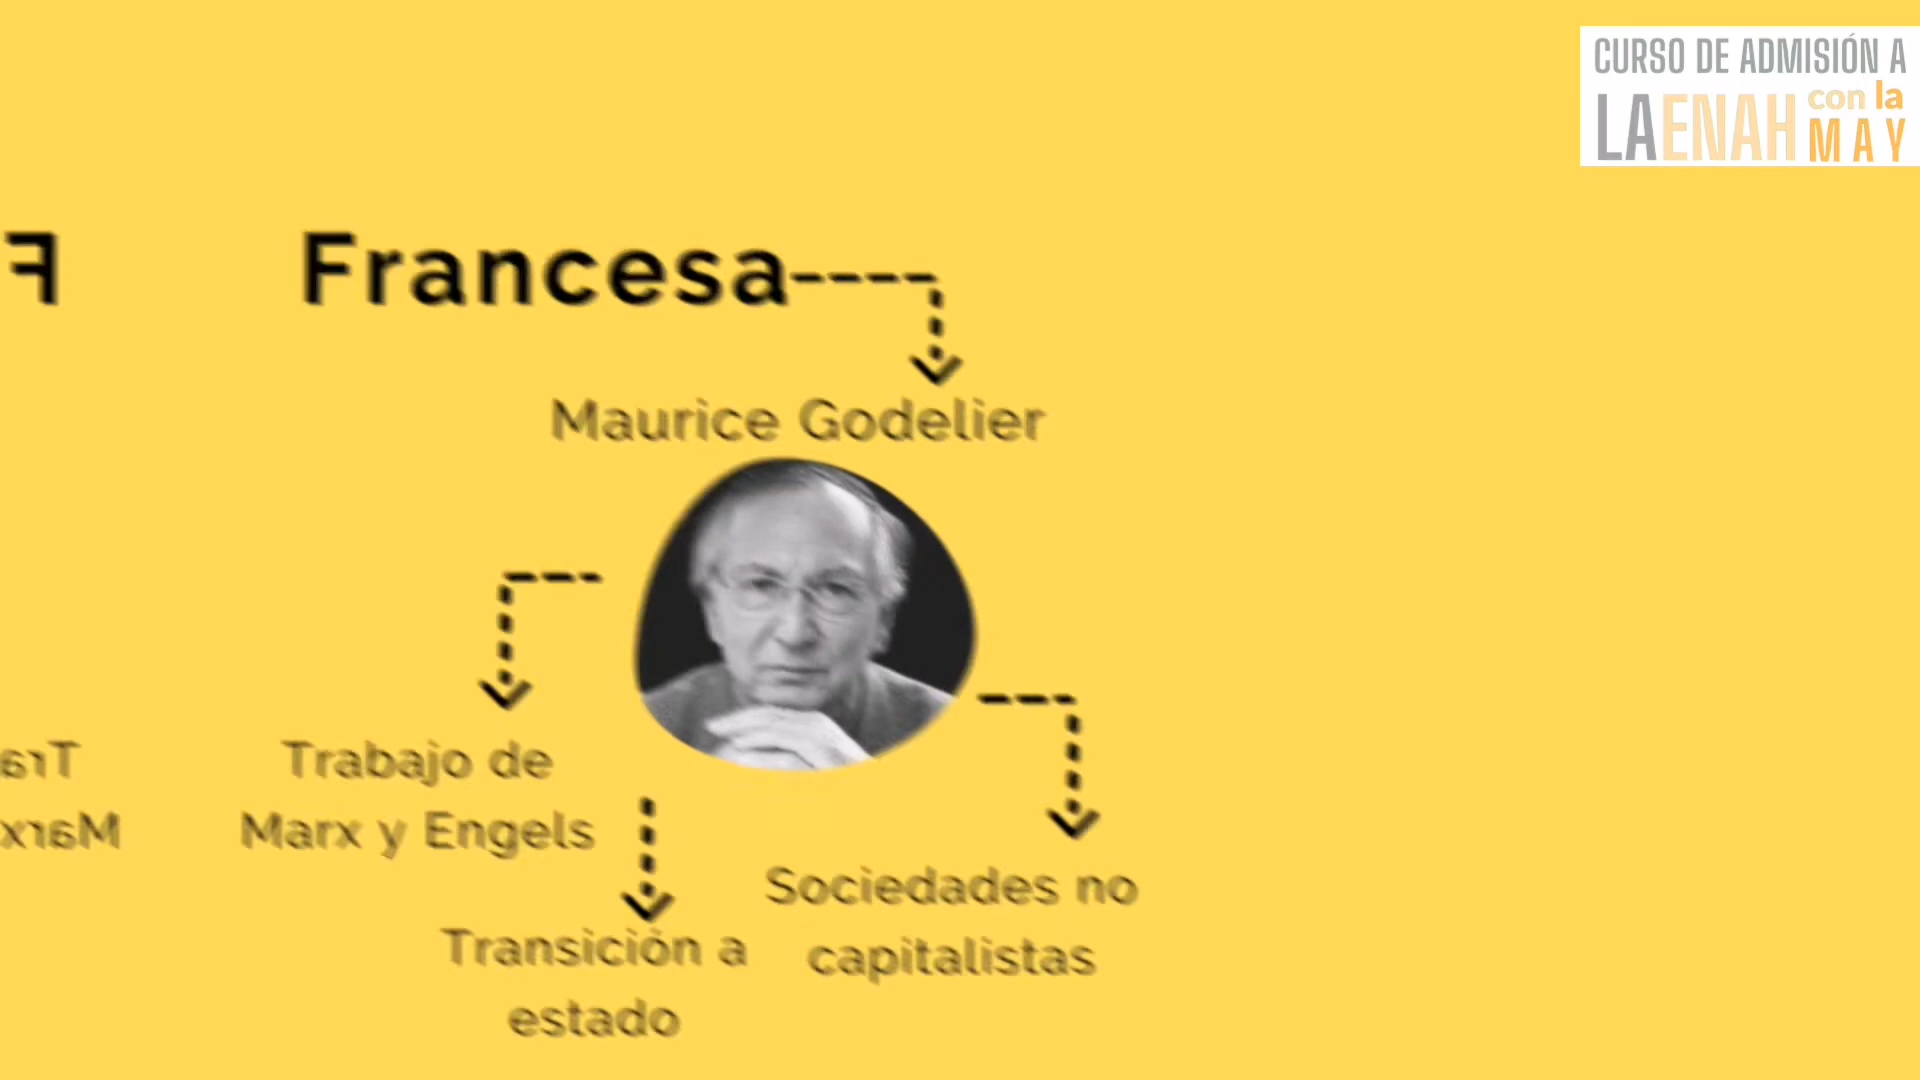 CURSO DE ADMISIÓN A
LA ENAH con la
MAY
Francesa
Maurice Godelier
Trabajo de
Marx y Engels
Transición a
estado
Sociedades no
capitalistas